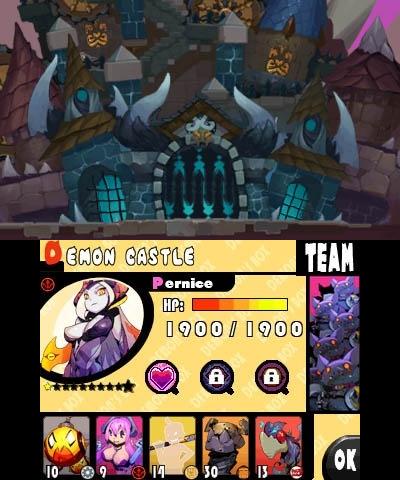 DEMON CASTLE
TEAM
Pernice
HP:
1900/1900
10 9 14 30 13
OK